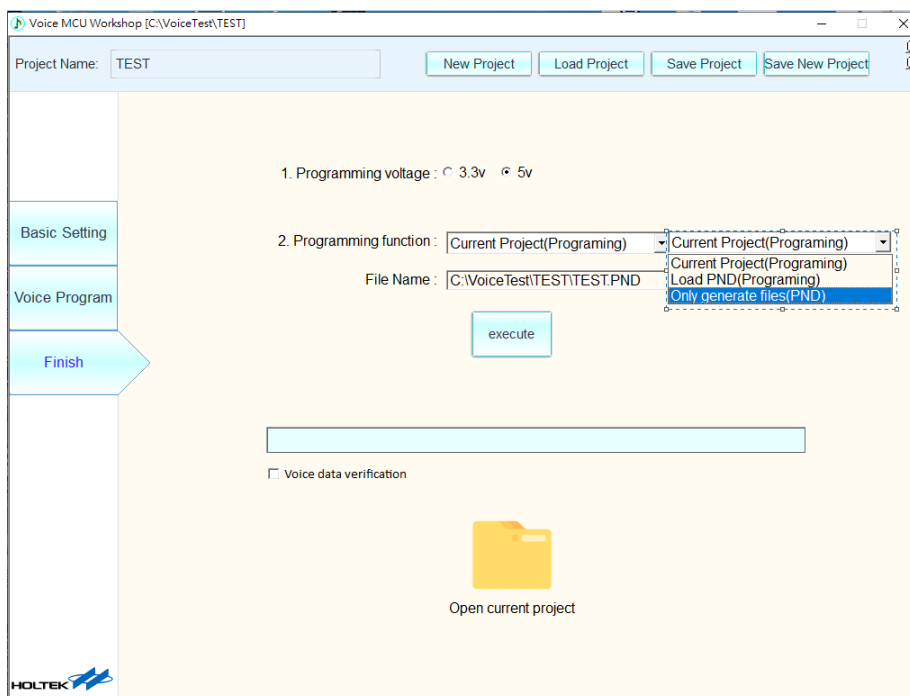 Voice MCU Workshop [C:\VoiceTest\TEST]
Project Name: TEST New Project Load Project Save Project Save New Project
1. Programming voltage : 3.3v 5v
Basic Setting
2. Programming function : Current Project(Programing) Current Project(Programing)
Current Project(Programing)
File Name : C:\VoiceTest\TEST\TEST.PND Load PND(Programing)
Only generate files(PND)
Voice Program
execute
Finish
Voice data verification
Open current project
HOLTEK